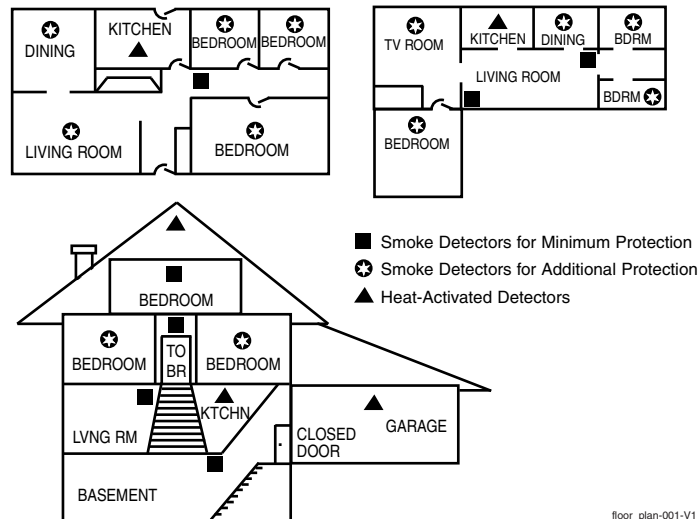 DINING
KITCHEN
BEDROOM
BEDROOM
LIVING ROOM
BEDROOM
TV ROOM
KITCHEN
DINING
BDRM
LIVING ROOM
BDRM
BEDROOM
Smoke Detectors for Minimum Protection
Smoke Detectors for Additional Protection
Heat-Activated Detectors
BEDROOM
BEDROOM
TO
BR
BEDROOM
LVNG RM
KTCHN
CLOSED
DOOR
GARAGE
BASEMENT
floor_plan-001-V1